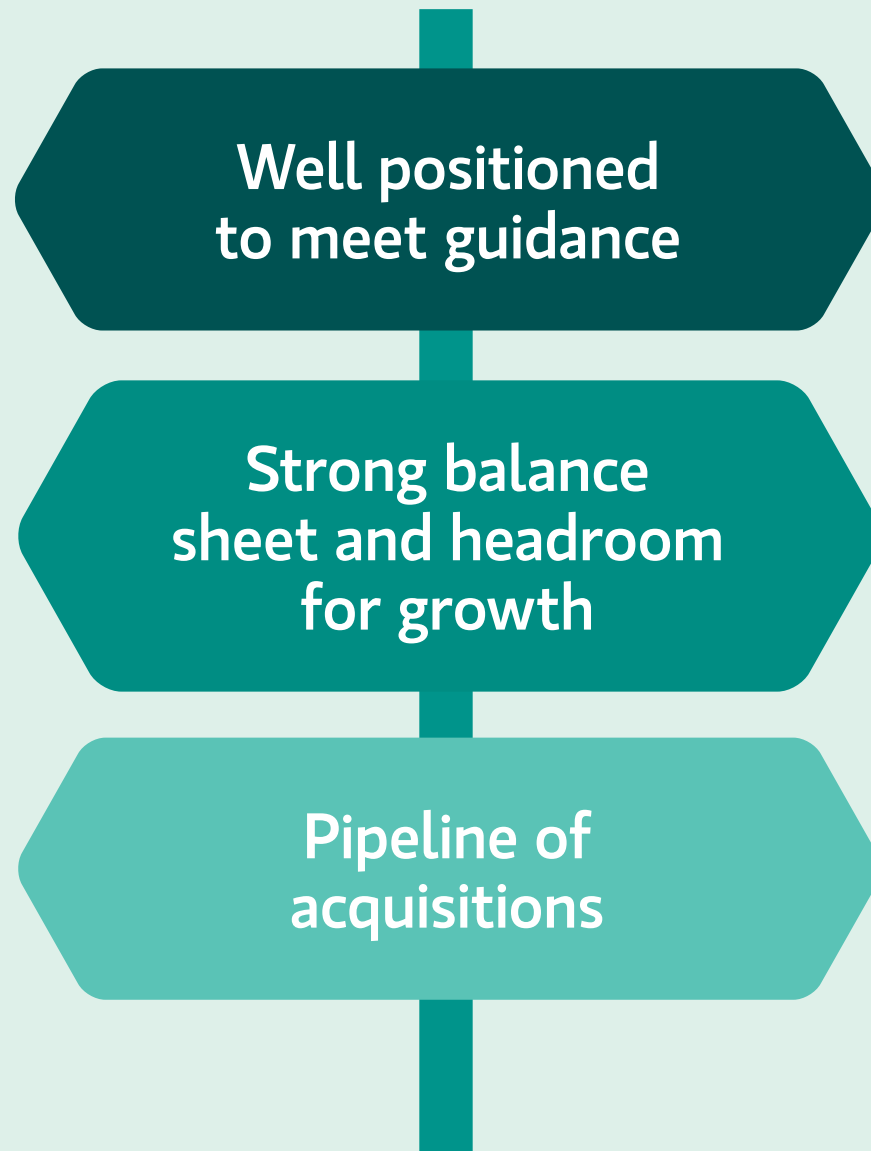 Well positioned
to meet guidance
Strong balance
sheet and headroom
for growth
Pipeline of
acquisitions